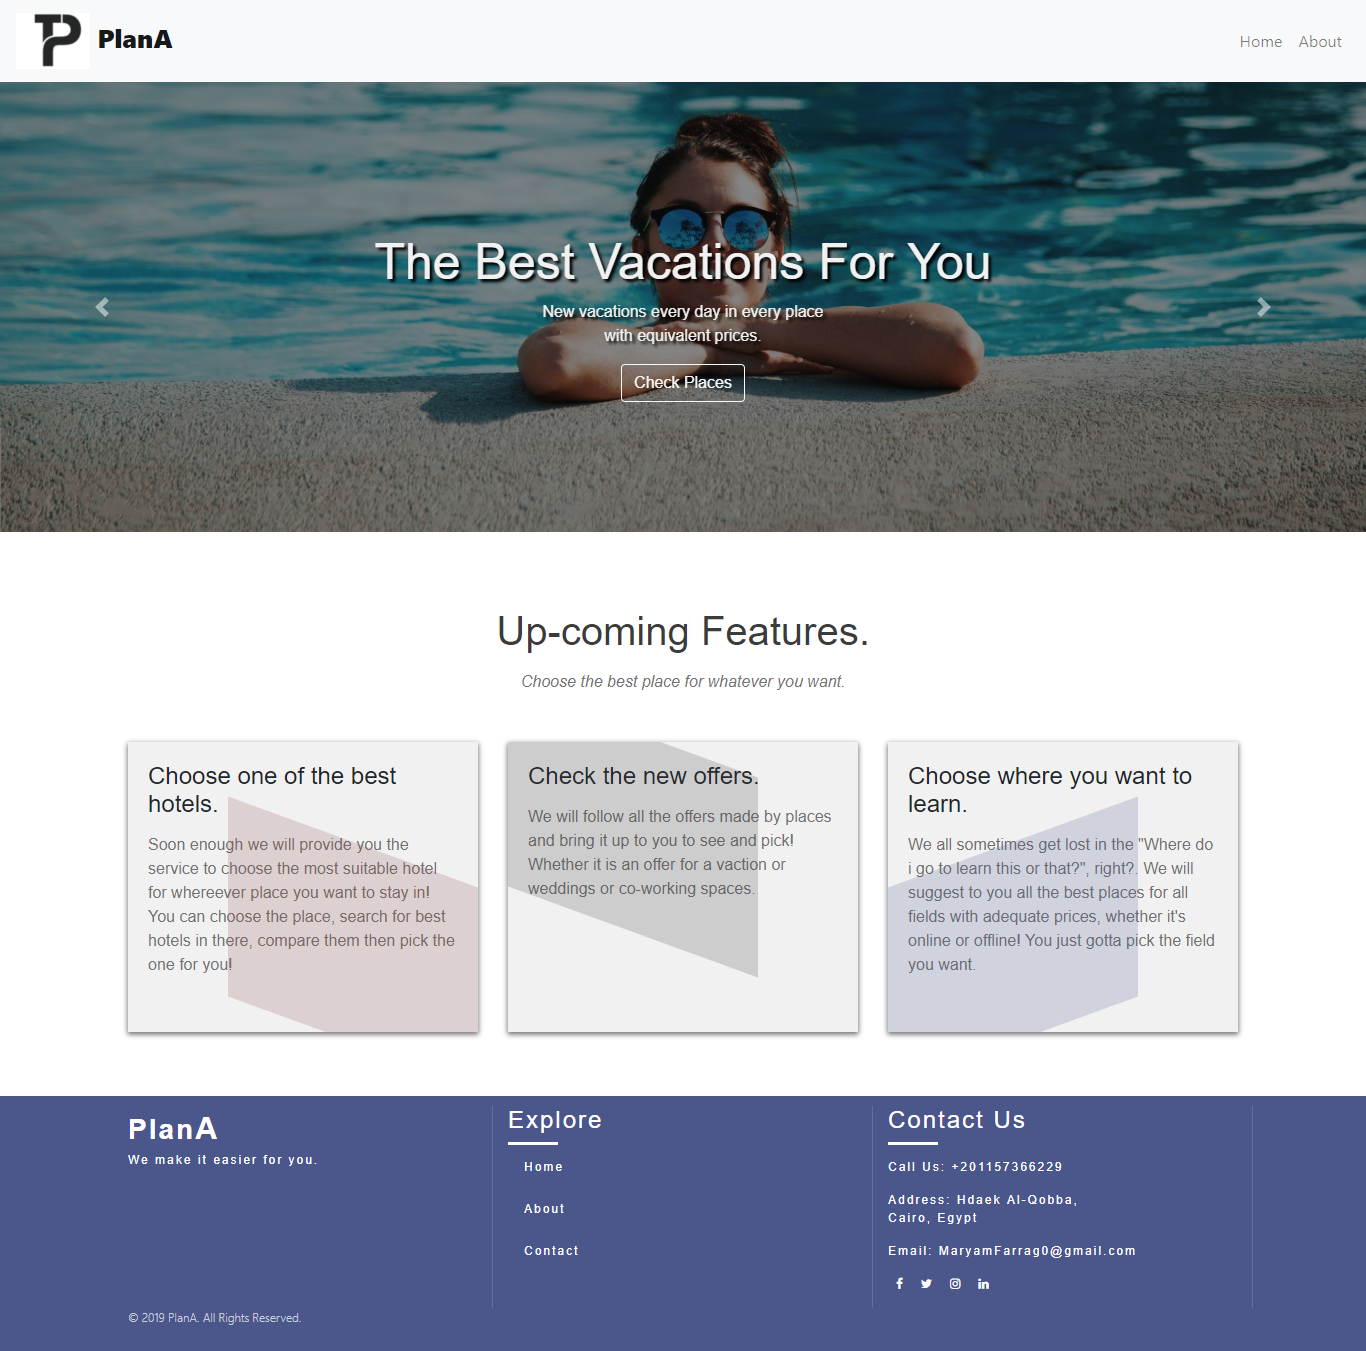 PlanA
Home
About
The Best Vacations For You
New vacations every day in every place
with equivalent prices.
Check Places
Up-coming Features.
Choose the best place for whatever you want.
Choose one of the best
hotels.
Soon enough we will provide you the
service to choose the most suitable hotel
for whereever place you want to stay in!
You can choose the place, search for best
hotels in there, compare them then pick the
one for you!
Check the new offers.
We will follow all the offers made by places
and bring it up to you to see and pick!
Whether it is an offer for a vaction or
weddings or co-working spaces.
Choose where you want to
learn.
We all sometimes get lost in the "Where do
i go to learn this or that?", right?. We will
suggest to you all the best places for all
fields with adequate prices, whether it's
online or offline! You just gotta pick the field
you want.
PlanA
We make it easier for you.
Explore
Home
About
Contact
Contact Us
Call Us: +201157366229
Address: Hdaek Al-Qobba,
Cairo, Egypt
Email: MaryamFarrag0@gmail.com
© 2019 PlanA. All Rights Reserved.